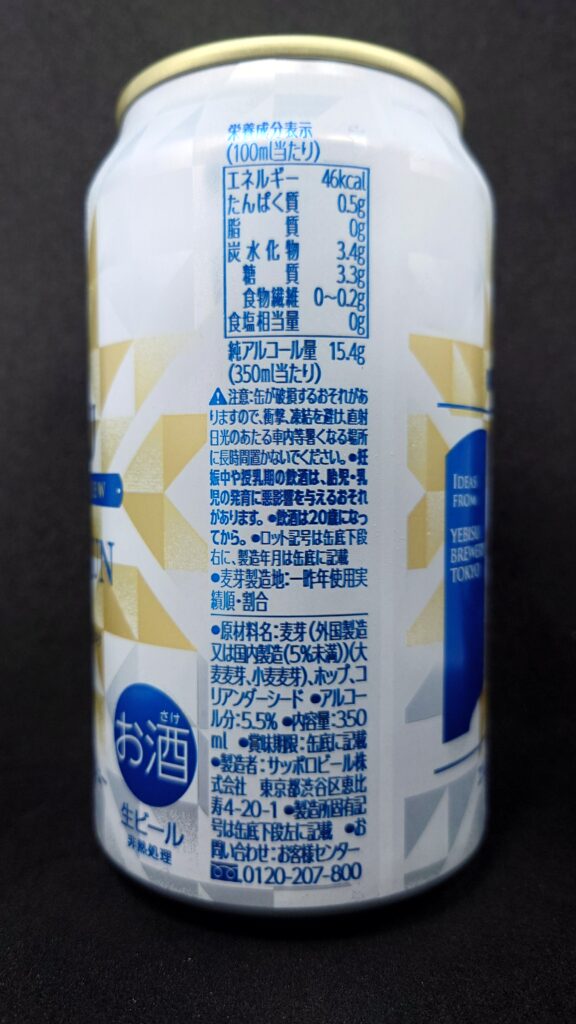 栄養成分表示
(100ml当たり)
エネルギー 46kcal
たんぱく質 0.5g
脂質 0g
炭水化物 3.4g
糖質 3.3g
食物繊維 0〜0.2g
食塩相当量 0g
純アルコール量 15.4g
(350ml当たり)
⚠注意:缶が破損するおそれがあ
りますので、衝撃、凍結を避け、直射
日光のあたる車内等暑くなる場所
に長時間置かないでください。●妊
娠中や授乳期の飲酒は、胎児・乳
児の発育に悪影響を与えるおそれ
があります。●飲酒は20歳になっ
てから。●ロット記号は缶底下段
右に、製造年月は缶底に記載
●麦芽製造地:一昨年使用実
績順・割合
●原材料名:麦芽(外国製造
又は国内製造(5%未満))(大
麦麦芽、小麦麦芽)、ホップ、コ
リアンダーシード ●アルコー
ル分:5.5% ●内容量:350
ml ●賞味期限:缶底に記載
●製造者:サッポロビール株
式会社 東京都渋谷区恵比
寿4-20-1 ●製造所固有記
号は缶底下段左に記載 ●お
問い合わせ:お客様センター
0120-207-800
さけ
お酒
生ビール
非熱処理
IDEAS
FROM
YEBISU
BREWERY
TOKYO